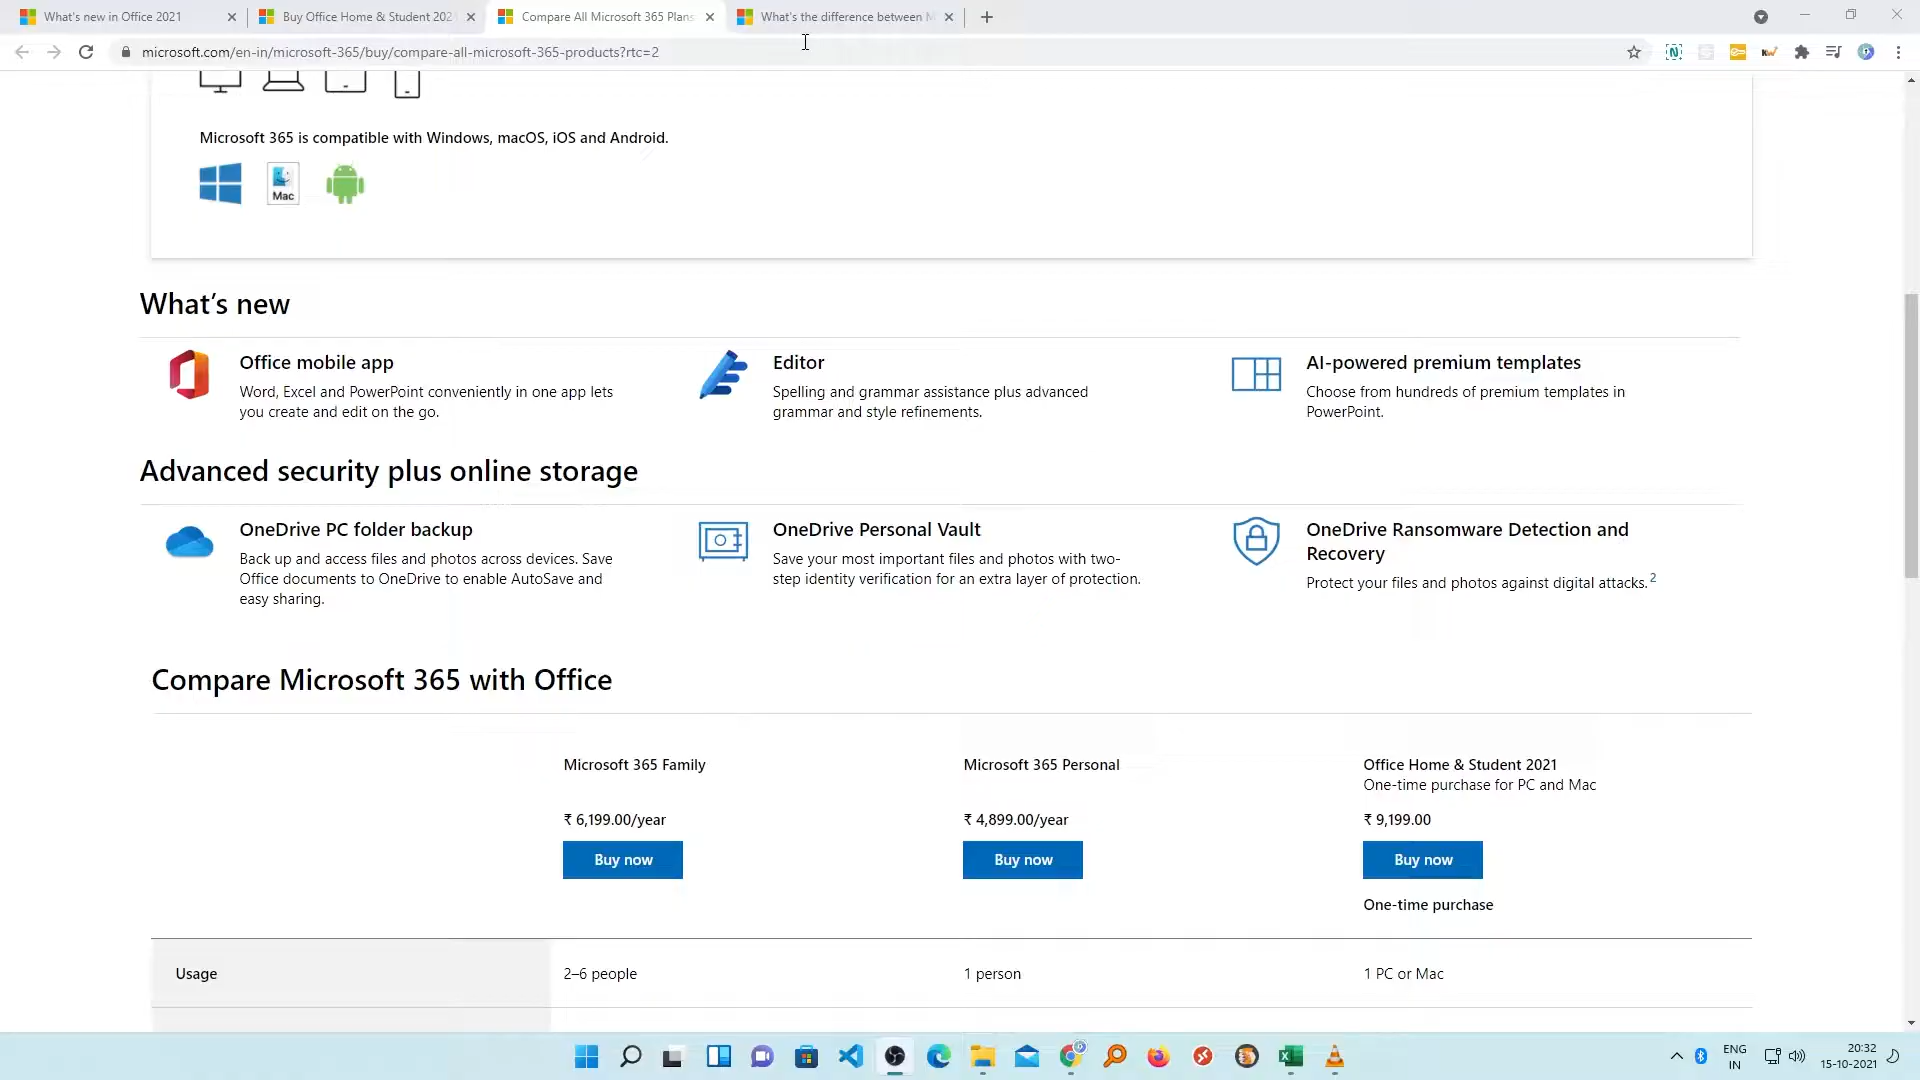 What's new in Office 2021
Buy Office Home & Student 202
Compare All Microsoft 365 Plans
What's the difference between
microsoft.com/en-in/microsoft-365/buy/compare-all-microsoft-365-products?rtc=2
Microsoft 365 is compatible with Windows, macOS, iOS and Android.
Mac
What's new
Office mobile app
Word, Excel and PowerPoint conveniently in one app lets
you create and edit on the go.
Editor
Spelling and grammar assistance plus advanced
grammar and style refinements.
AI-powered premium templates
Choose from hundreds of premium templates in
PowerPoint.
Advanced security plus online storage
OneDrive PC folder backup
Back up and access files and photos across devices. Save
Office documents to OneDrive to enable AutoSave and
easy sharing.
OneDrive Personal Vault
Save your most important files and photos with two-
step identity verification for an extra layer of protection.
OneDrive Ransomware Detection and
Recovery
Protect your files and photos against digital attacks. 2
Compare Microsoft 365 with Office
Microsoft 365 Family
₹ 6,199.00/year
Buy now
Microsoft 365 Personal
₹ 4,899.00/year
Buy now
Office Home & Student 2021
One-time purchase for PC and Mac
₹ 9,199.00
Buy now
One-time purchase
Usage
2–6 people
1 person
1 PC or Mac
ENG
IN
20:32
15-10-2021